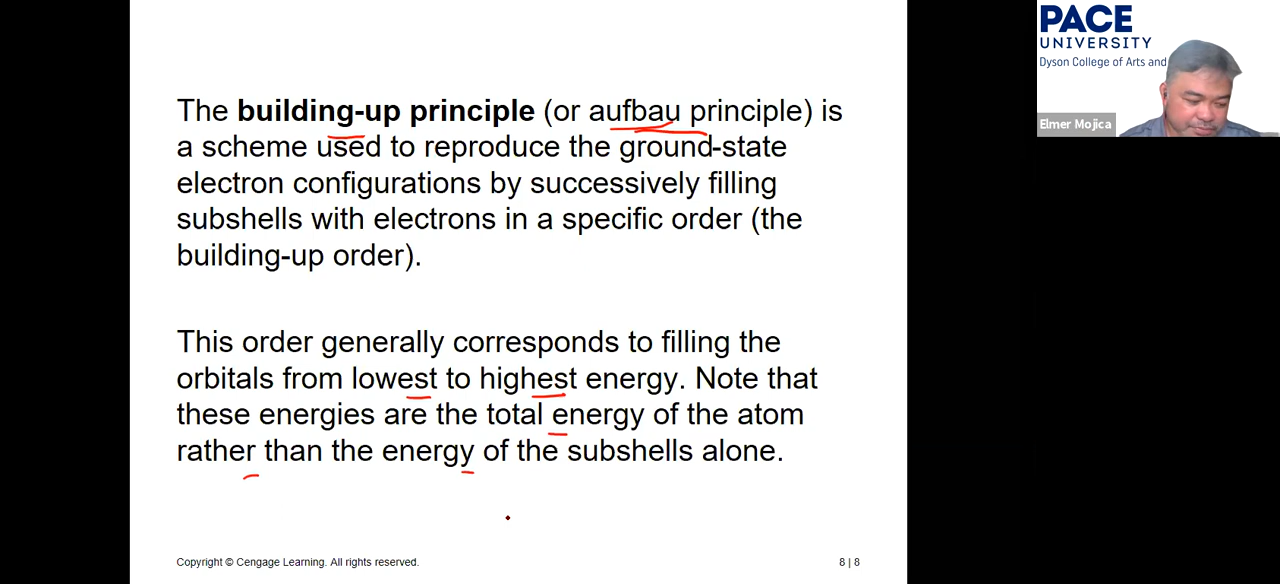 The building-up principle (or aufbau principle) is
a scheme used to reproduce the ground-state
electron configurations by successively filling
subshells with electrons in a specific order (the
building-up order).
This order generally corresponds to filling the
orbitals from lowest to highest energy. Note that
these energies are the total energy of the atom
rather than the energy of the subshells alone.
Copyright © Cengage Learning. All rights reserved.
8 | 8
PACE
UNIVERSITY
Dyson College of Arts and
Elmer Mojica